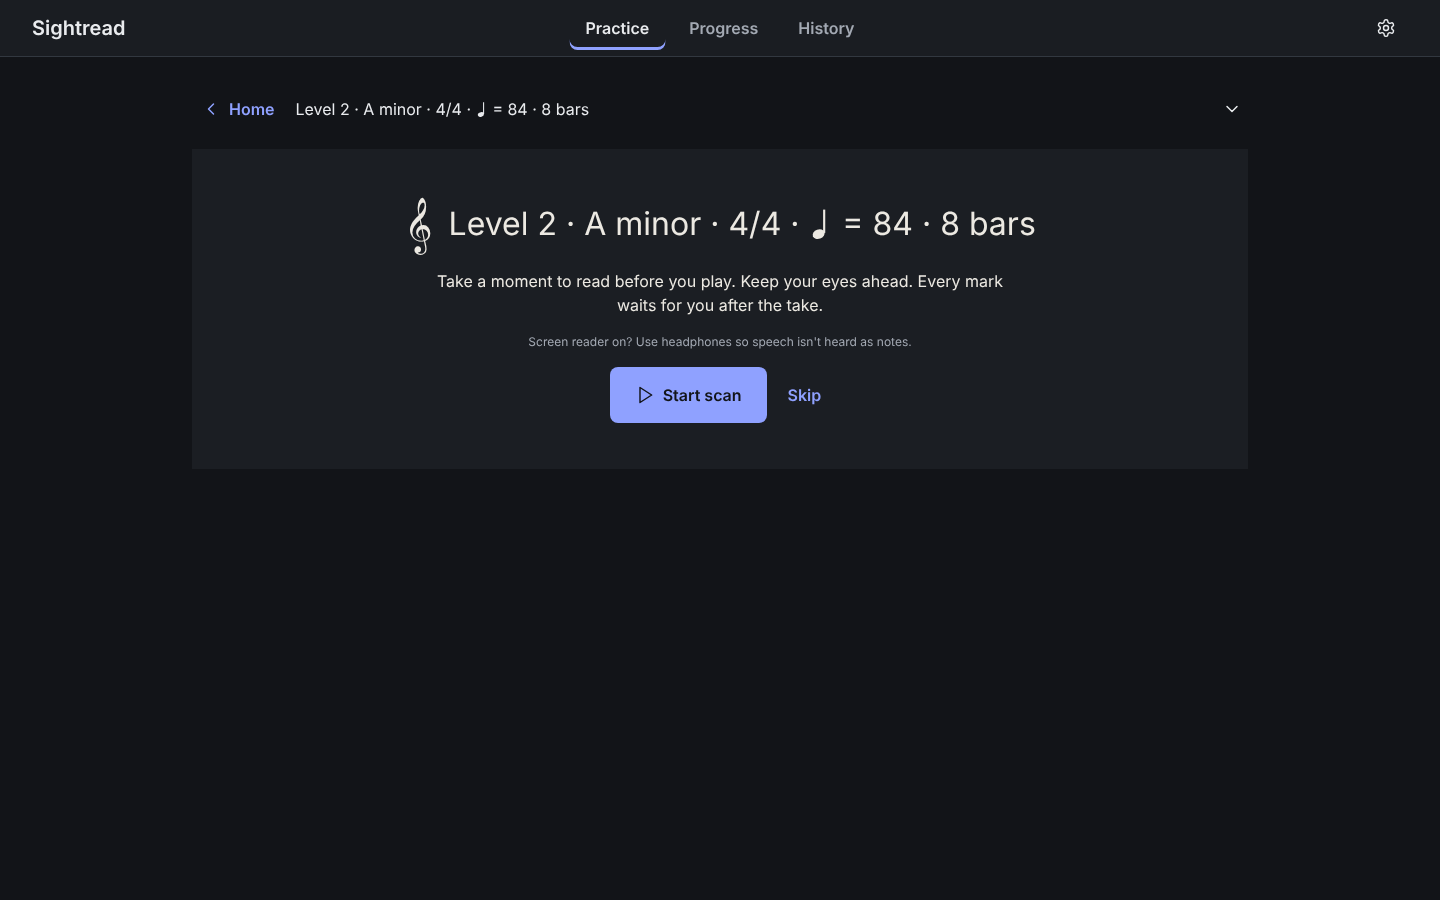 Sightread
Practice
Progress
History
Home
Level 2 · A minor · 4/4 · ♩ = 84 · 8 bars
Level 2 · A minor · 4/4 · ♩ = 84 · 8 bars
Take a moment to read before you play. Keep your eyes ahead. Every mark
waits for you after the take.
Screen reader on? Use headphones so speech isn't heard as notes.
Start scan
Skip